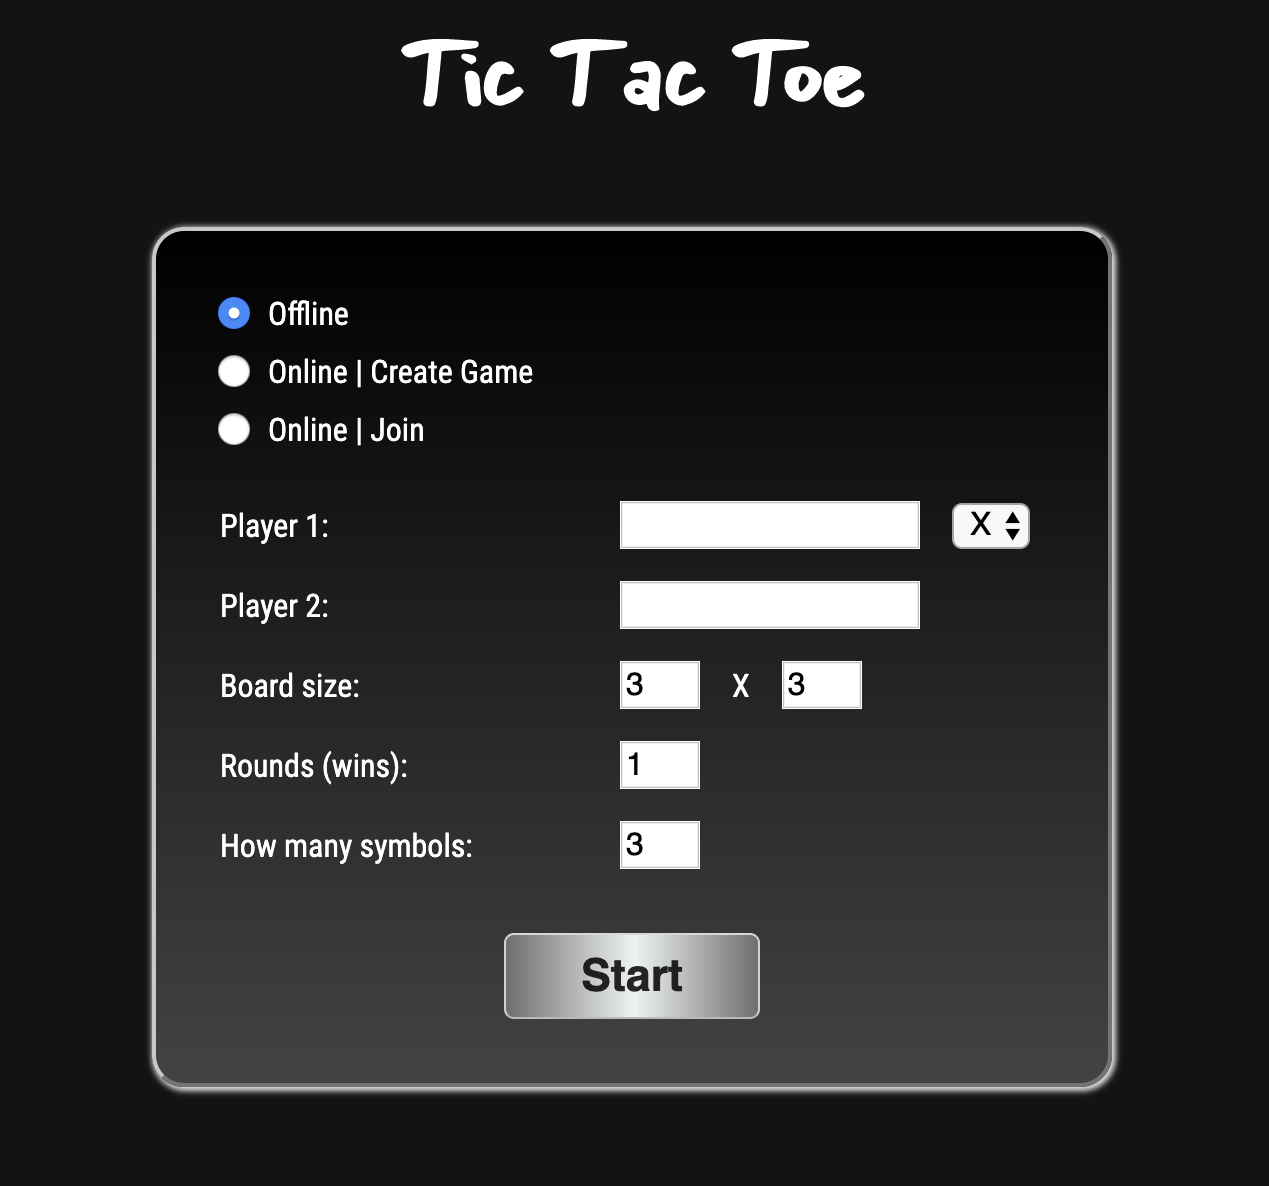 Tic Tac Toe
Offline
Online | Create Game
Online | Join
Player 1: X
Player 2:
Board size: 3 X 3
Rounds (wins): 1
How many symbols: 3
Start